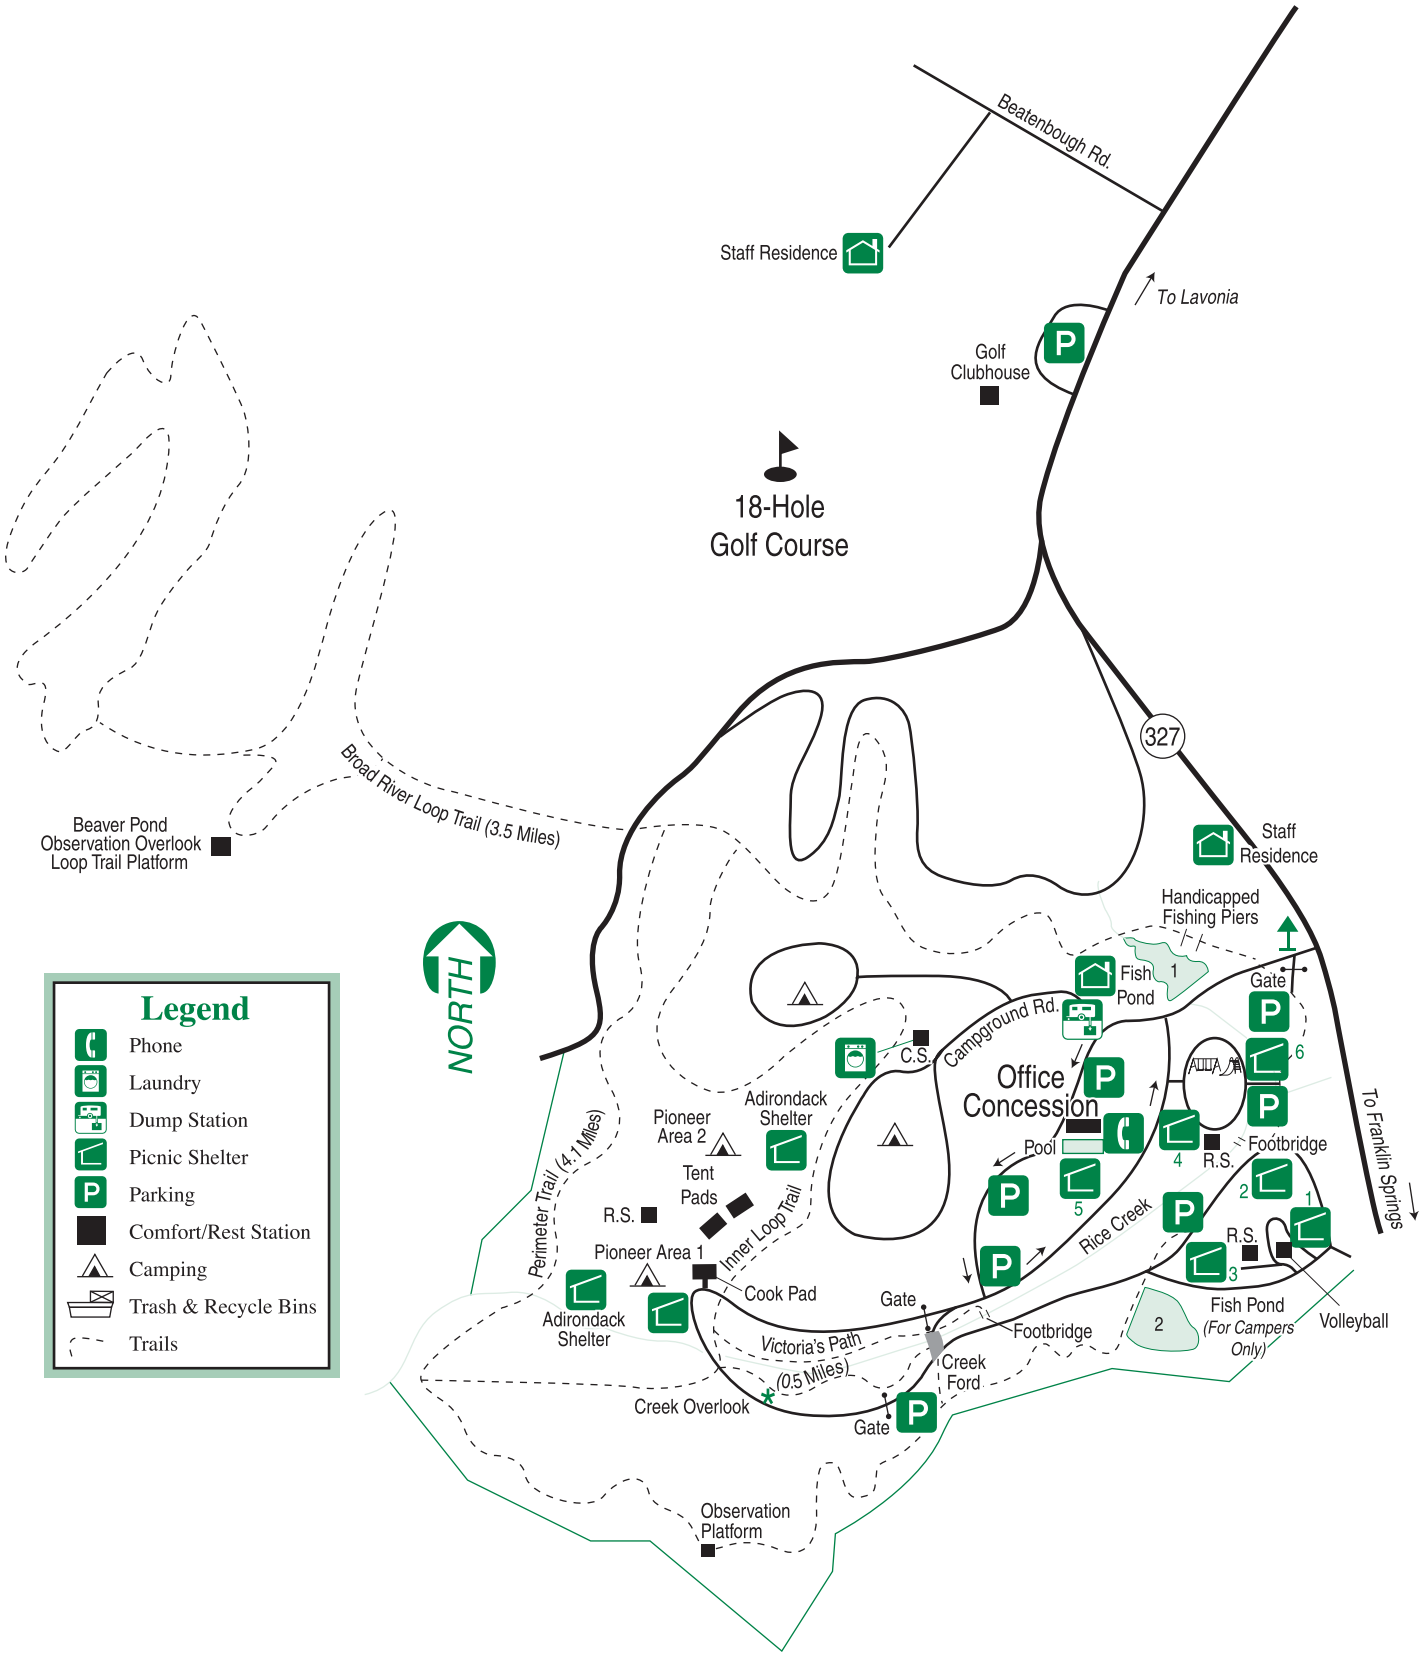 Beatenbough Rd.
Staff Residence
To Lavonia
P
Golf
Clubhouse
18-Hole
Golf Course
327
Broad River Loop Trail (3.5 Miles)
Beaver Pond
Observation Overlook
Loop Trail Platform
Staff
Residence
Handicapped
Fishing Piers
1
Fish
Pond
Gate
P
6
P
NORTH
Campground Rd.
C.S.
Office
Concession
P
Pool
5
4
R.S.
Footbridge
To Franklin Springs
Legend
Phone
Laundry
Dump Station
Picnic Shelter
P
Parking
Comfort/Rest Station
Camping
Trash & Recycle Bins
Trails
Perimeter Trail (4.1 Miles)
Pioneer
Area 2
Adirondack
Shelter
Tent
Pads
R.S.
Inner Loop Trail
Pioneer Area 1
Cook Pad
Adirondack
Shelter
P
P
Rice Creek
P
2
1
R.S.
3
Volleyball
Fish Pond
(For Campers
Only)
2
Gate
Footbridge
Victoria's Path
(0.5 Miles)
Creek
Ford
Creek Overlook
P
Gate
Observation
Platform